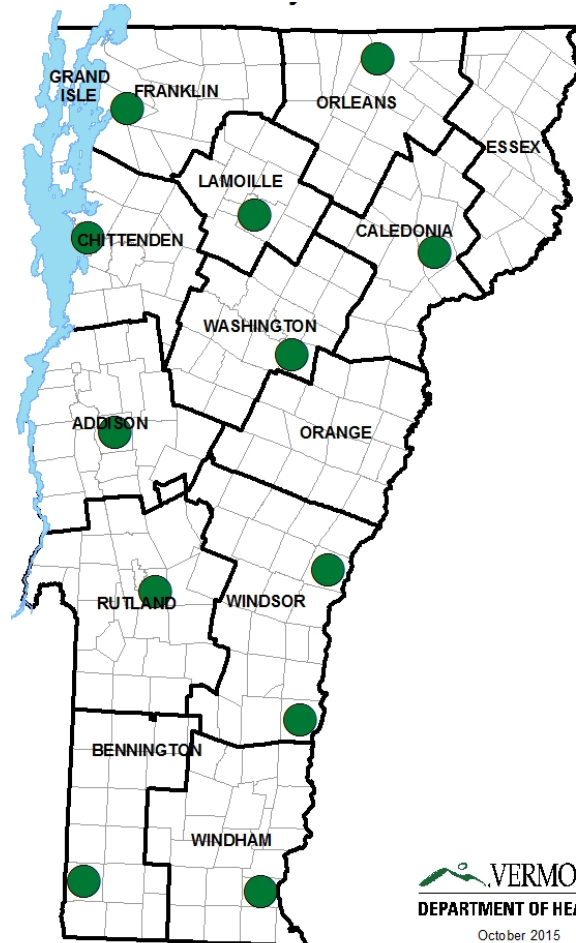 GRAND
ISLE
FRANKLIN
ORLEANS
ESSEX
LAMOILLE
CALEDONIA
CHITTENDEN
WASHINGTON
ADDISON
ORANGE
RUTLAND
WINDSOR
BENNINGTON
WINDHAM
VERMO
DEPARTMENT OF HEA
October 2015